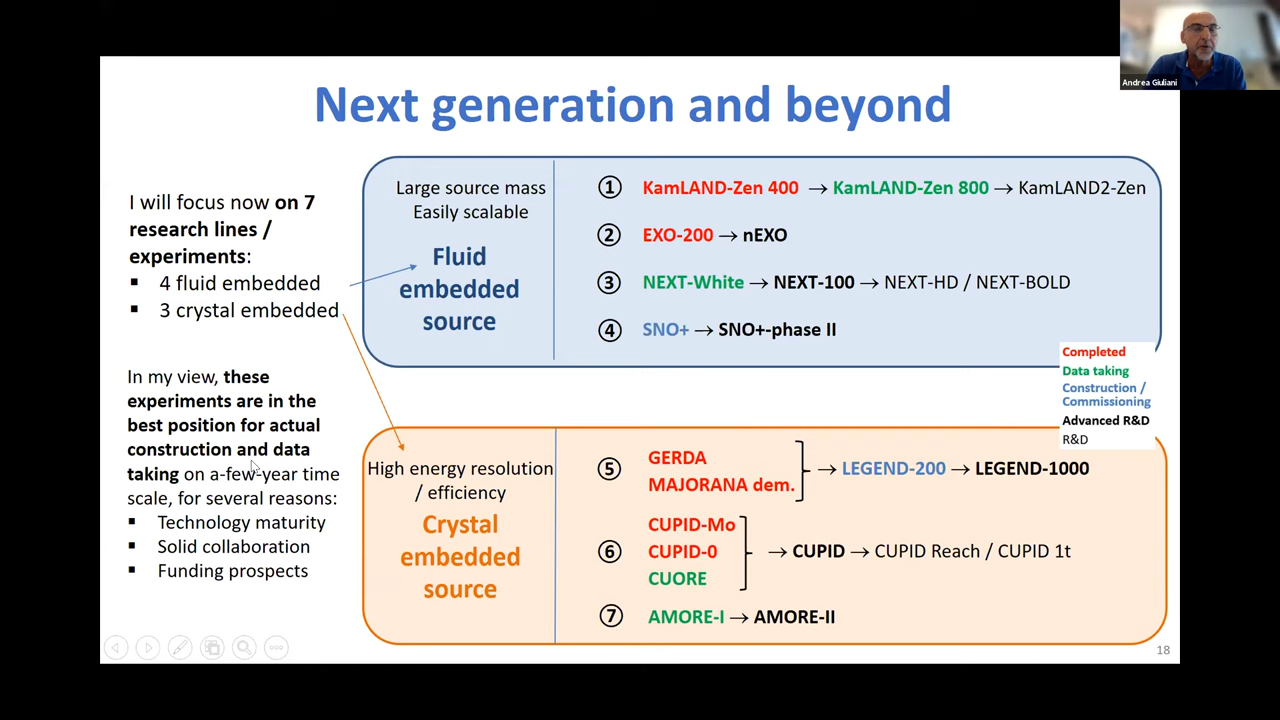 Andrea Giuliani
Next generation and beyond
I will focus now on 7
research lines /
experiments:
▪ 4 fluid embedded
▪ 3 crystal embedded
In my view, these
experiments are in the
best position for actual
construction and data
taking on a-few-year time
scale, for several reasons:
▪ Technology maturity
▪ Solid collaboration
▪ Funding prospects
Large source mass
Easily scalable
Fluid
embedded
source
① KamLAND-Zen 400 → KamLAND-Zen 800 → KamLAND2-Zen
② EXO-200 → nEXO
③ NEXT-White → NEXT-100 → NEXT-HD / NEXT-BOLD
④ SNO+ → SNO+-phase II
Completed
Data taking
Construction /
Commissioning
Advanced R&D
R&D
High energy resolution
/ efficiency
Crystal
embedded
source
⑤ GERDA
MAJORANA dem.
→ LEGEND-200 → LEGEND-1000
CUPID-Mo
⑥ CUPID-0 → CUPID → CUPID Reach / CUPID 1t
CUORE
⑦ AMORE-I → AMORE-II
18